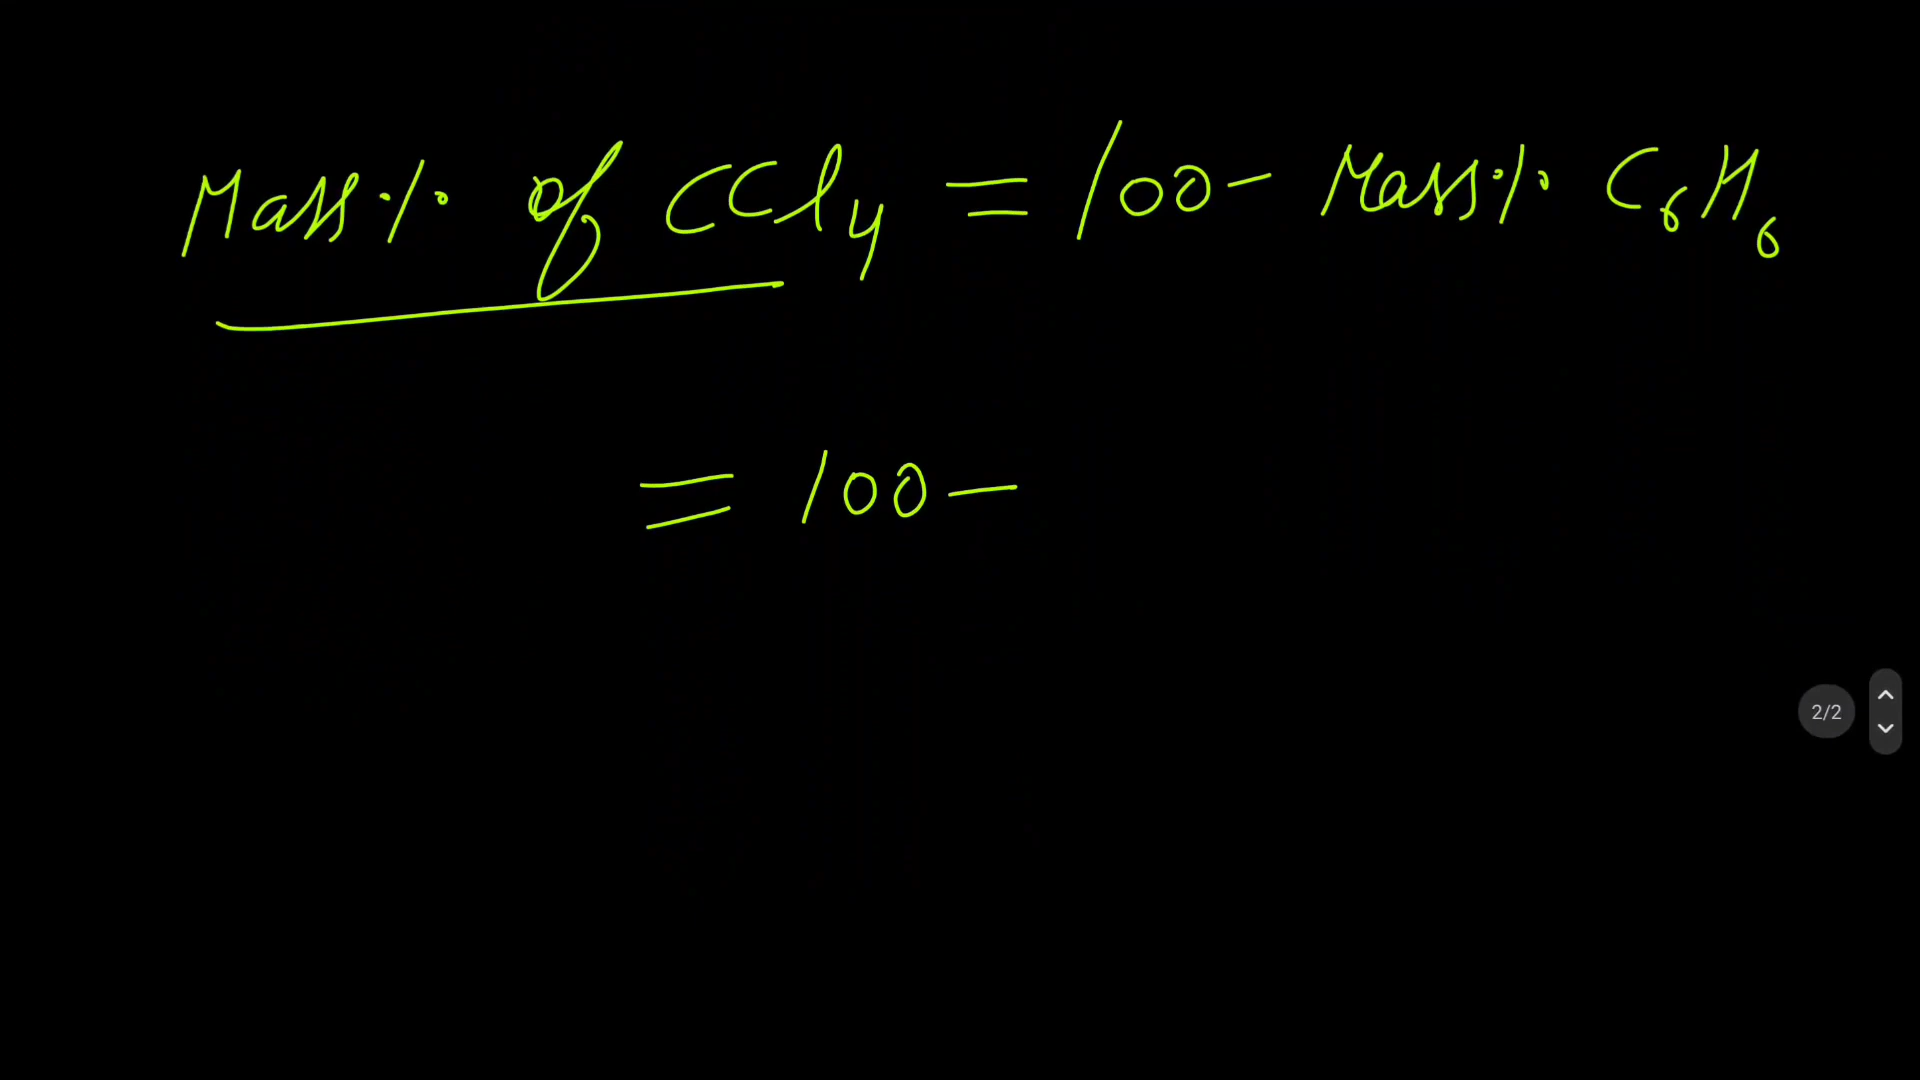 Mass % of CCl4 = 100 - Mass % C6H6
= 100 -
2/2